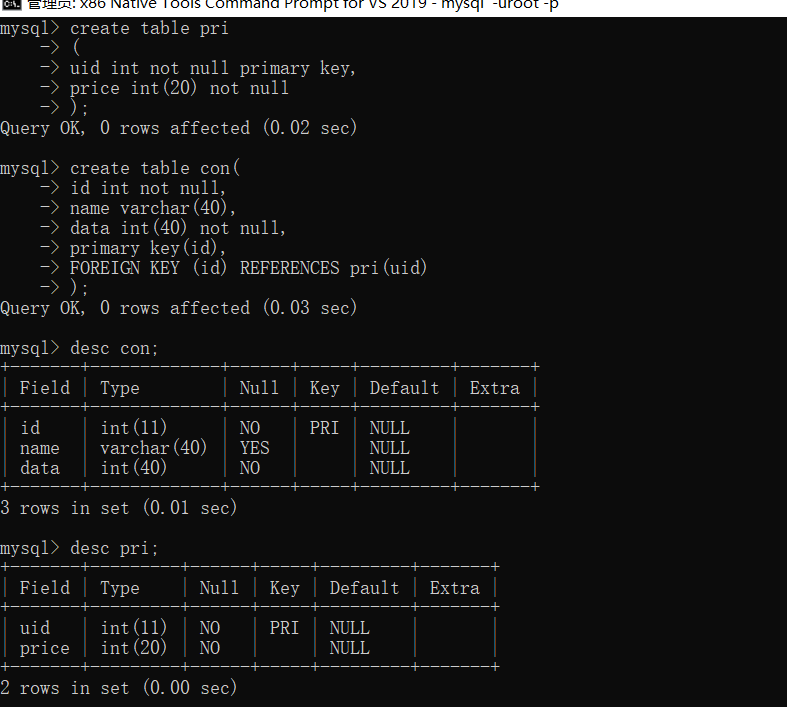 管理员: x86 Native Tools Command Prompt for VS 2019 - mysql -uroot -p
mysql> create table pri
    -> (
    -> uid int not null primary key,
    -> price int(20) not null
    -> );
Query OK, 0 rows affected (0.02 sec)

mysql> create table con(
    -> id int not null,
    -> name varchar(40),
    -> data int(40) not null,
    -> primary key(id),
    -> FOREIGN KEY (id) REFERENCES pri(uid)
    -> );
Query OK, 0 rows affected (0.03 sec)

mysql> desc con;
+-------+-------------+------+-----+---------+-------+
| Field | Type        | Null | Key | Default | Extra |
+-------+-------------+------+-----+---------+-------+
| id    | int(11)     | NO   | PRI | NULL    |       |
| name  | varchar(40) | YES  |     | NULL    |       |
| data  | int(40)     | NO   |     | NULL    |       |
+-------+-------------+------+-----+---------+-------+
3 rows in set (0.01 sec)

mysql> desc pri;
+-------+---------+------+-----+---------+-------+
| Field | Type    | Null | Key | Default | Extra |
+-------+---------+------+-----+---------+-------+
| uid   | int(11) | NO   | PRI | NULL    |       |
| price | int(20) | NO   |     | NULL    |       |
+-------+---------+------+-----+---------+-------+
2 rows in set (0.00 sec)